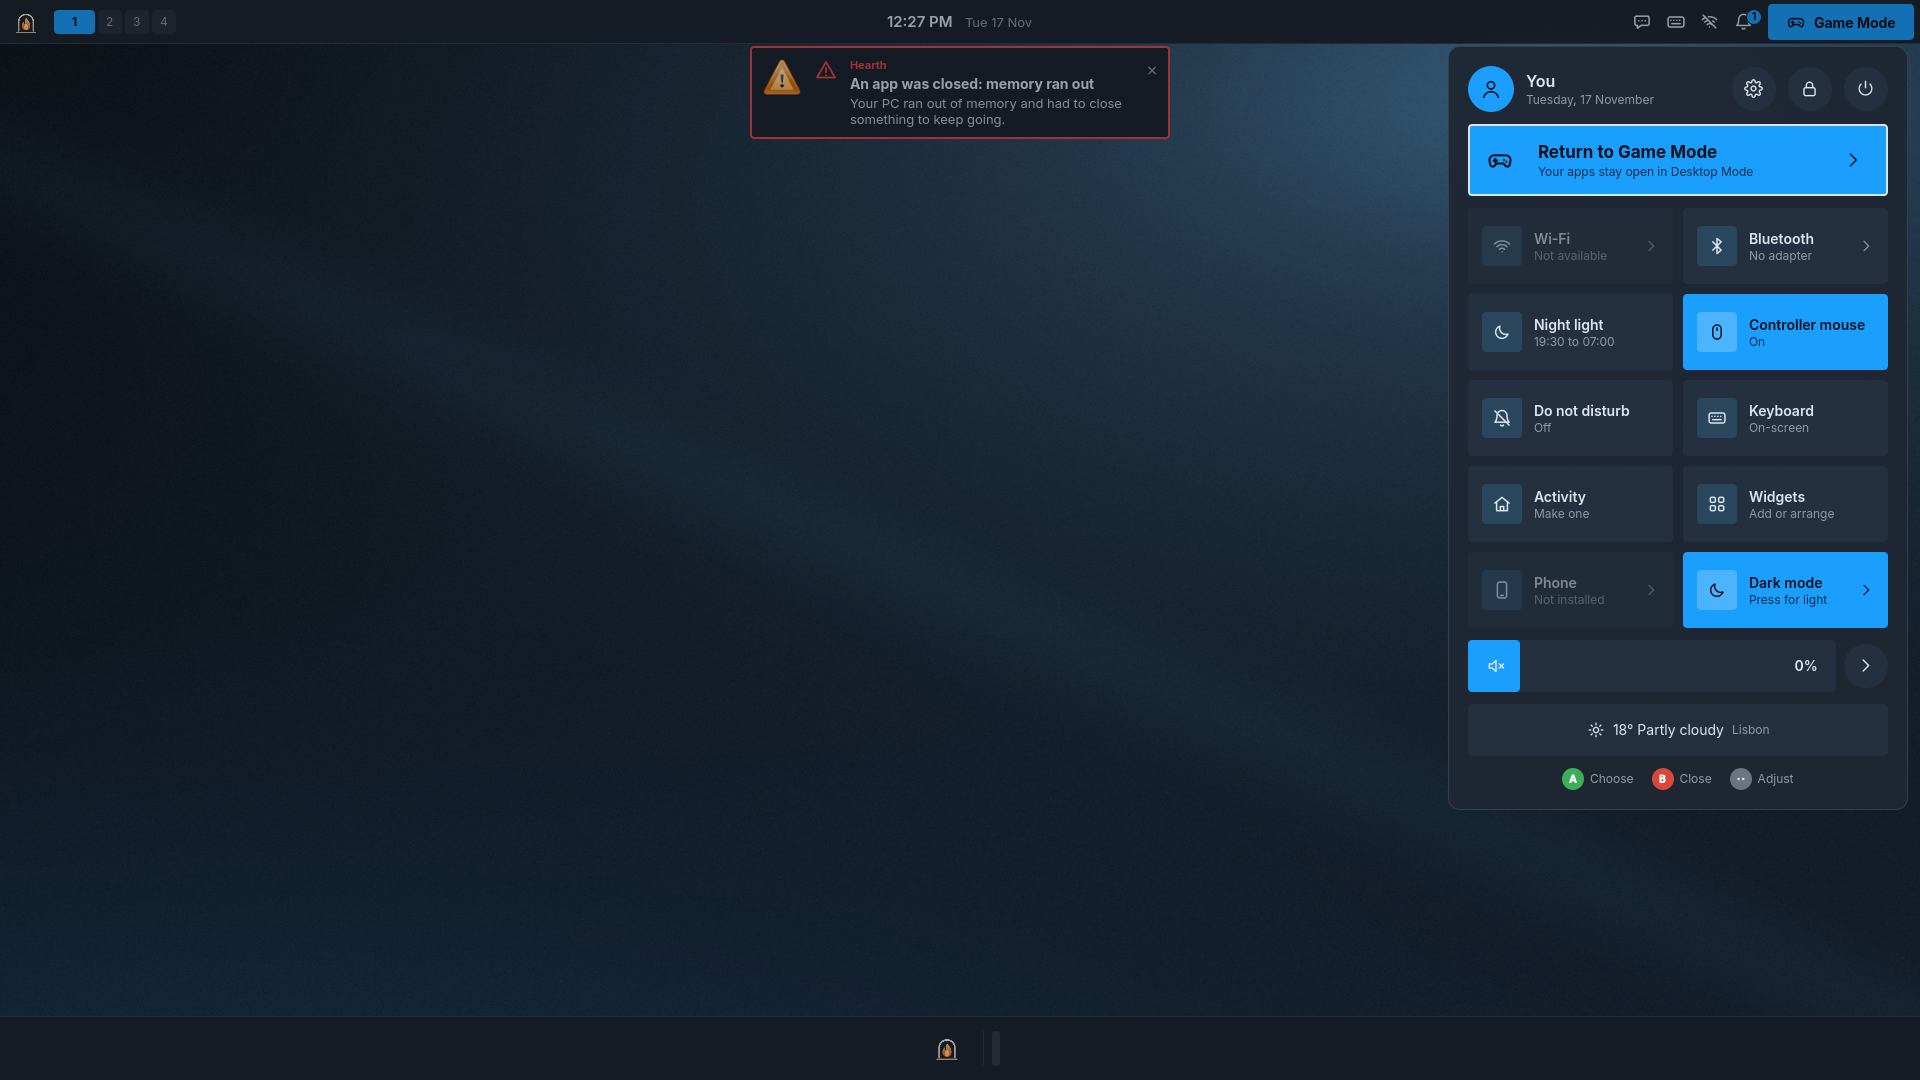 1 2 3 4
12:27 PM Tue 17 Nov
1
Game Mode
Hearth
An app was closed: memory ran out
Your PC ran out of memory and had to close
something to keep going.
You
Tuesday, 17 November
Return to Game Mode
Your apps stay open in Desktop Mode
Wi-Fi
Not available
Bluetooth
No adapter
Night light
19:30 to 07:00
Controller mouse
On
Do not disturb
Off
Keyboard
On-screen
Activity
Make one
Widgets
Add or arrange
Phone
Not installed
Dark mode
Press for light
0%
18° Partly cloudy Lisbon
A Choose B Close Adjust